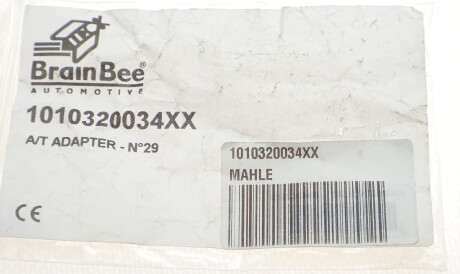 BrainBee®
AUTOMOTIVE
1010320034XX
A/T ADAPTER - N°29
1010320034XX
MAHLE
CE